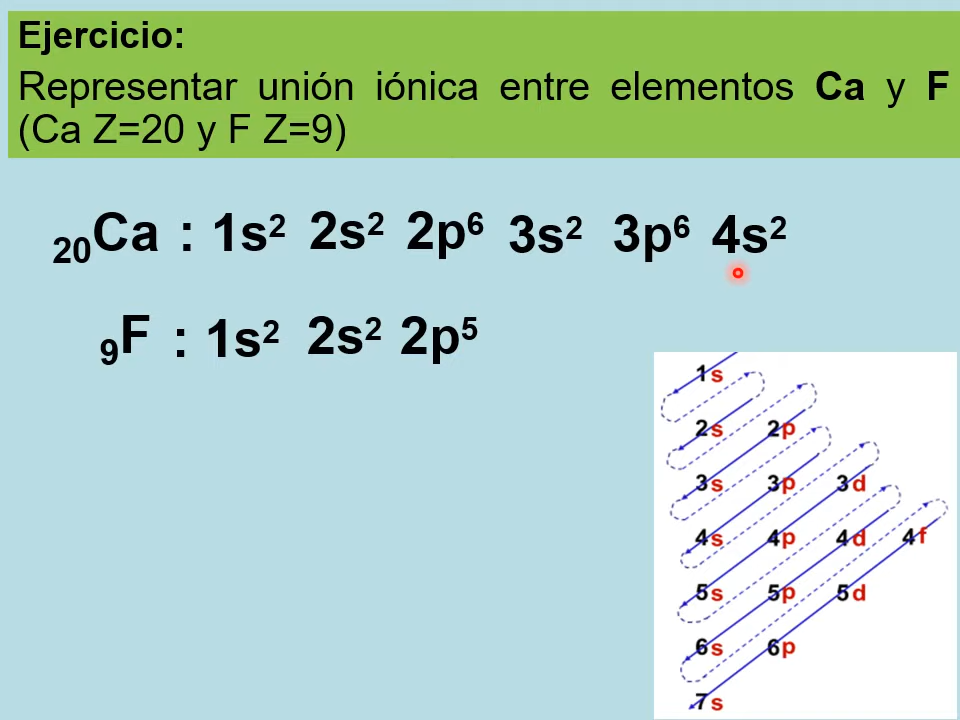 Ejercicio:
Representar unión iónica entre elementos Ca y F
(Ca Z=20 y F Z=9)
₂₀Ca : 1s² 2s² 2p⁶ 3s² 3p⁶ 4s²
₉F : 1s² 2s² 2p⁵
1s
2s 2p
3s 3p 3d
4s 4p 4d 4f
5s 5p 5d
6s 6p
7s